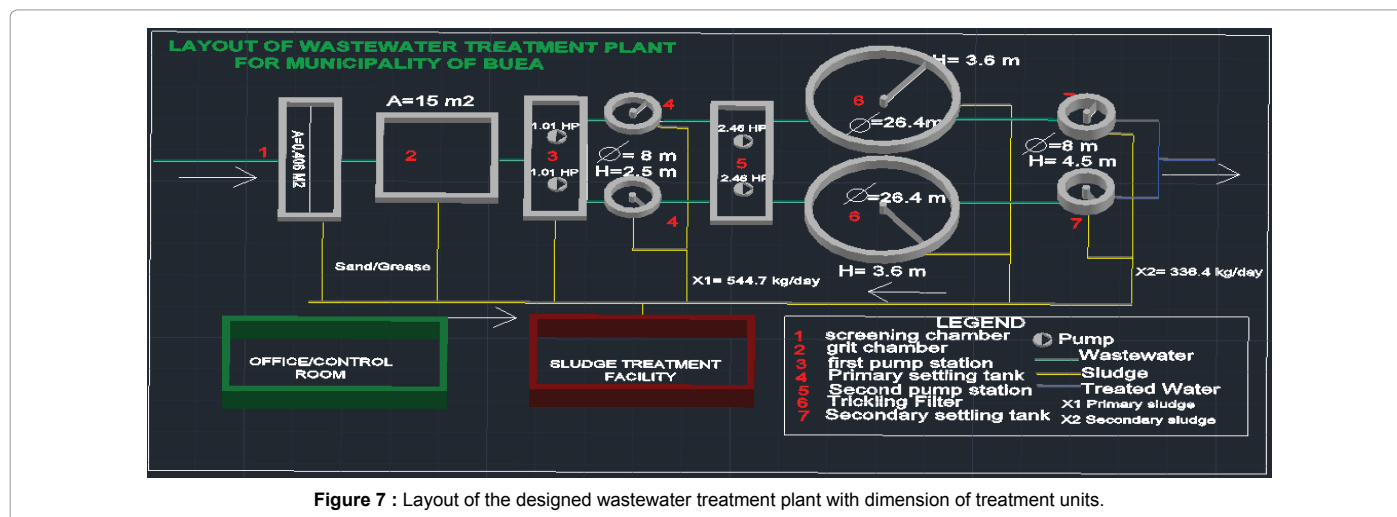 LAYOUT OF WASTEWATER TREATMENT PLANT
FOR MUNICIPALITY OF BUEA
1
A=0.406 M2
A=15 m2
2
1.01 HP
3
1.01 HP
4
Ø= 8 m
H=2.5 m
4
2.46 HP
5
2.46 HP
H= 3.6 m
6
Ø=26.4m
Ø=26.4 m
6
H= 3.6 m
7
Ø=8 m
H= 4.5 m
7
Sand/Grease
X1= 544.7 kg/day
X2= 336.4 kg/day
OFFICE/CONTROL
ROOM
SLUDGE TREATMENT
FACILITY
LEGEND
1 screening chamber
2 grit chamber
3 first pump station
4 Primary settling tank
5 Second pump station
6 Trickling Filter
7 Secondary settling tank
Pump
Wastewater
Sludge
Treated Water
X1 Primary sludge
X2 Secondary sludge
Figure 7 : Layout of the designed wastewater treatment plant with dimension of treatment units.